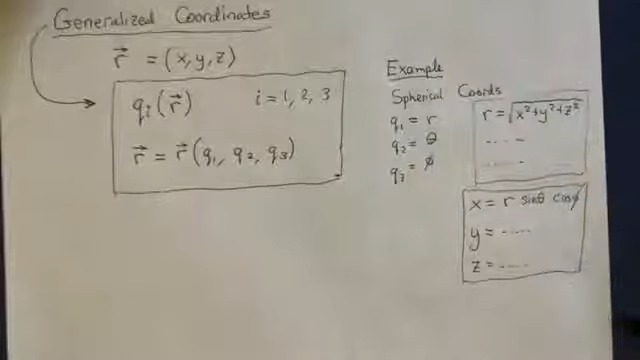 Generalized Coordinates
r⃗ = (x, y, z)
qᵢ(r⃗) i = 1, 2, 3
r⃗ = r⃗(q₁, q₂, q₃)
Example
Spherical Coords
q₁ = r
q₂ = θ
q₃ = φ
r = √x²+y²+z²
.....
.....
x = r sinθ cosφ
y = .....
z = .....